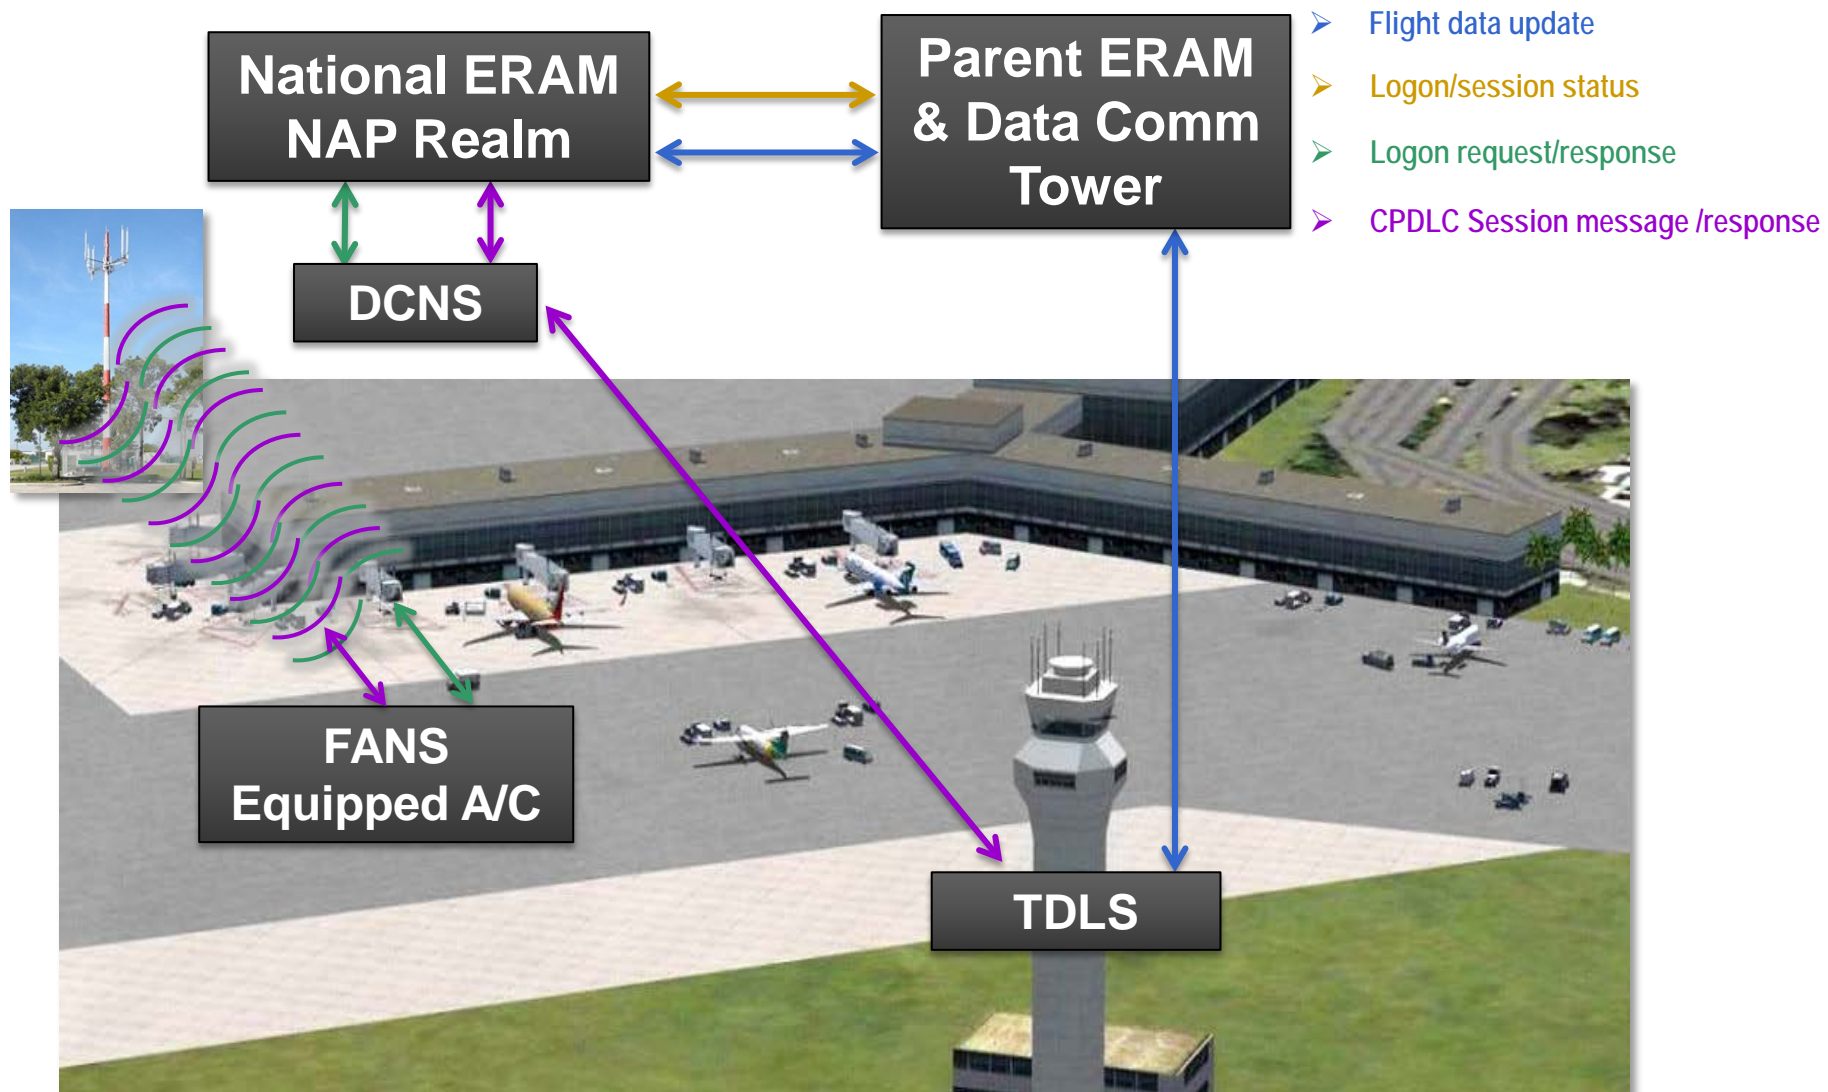 National ERAM
NAP Realm
Parent ERAM
& Data Comm
Tower
Flight data update
Logon/session status
Logon request/response
CPDLC Session message /response
DCNS
FANS
Equipped A/C
TDLS